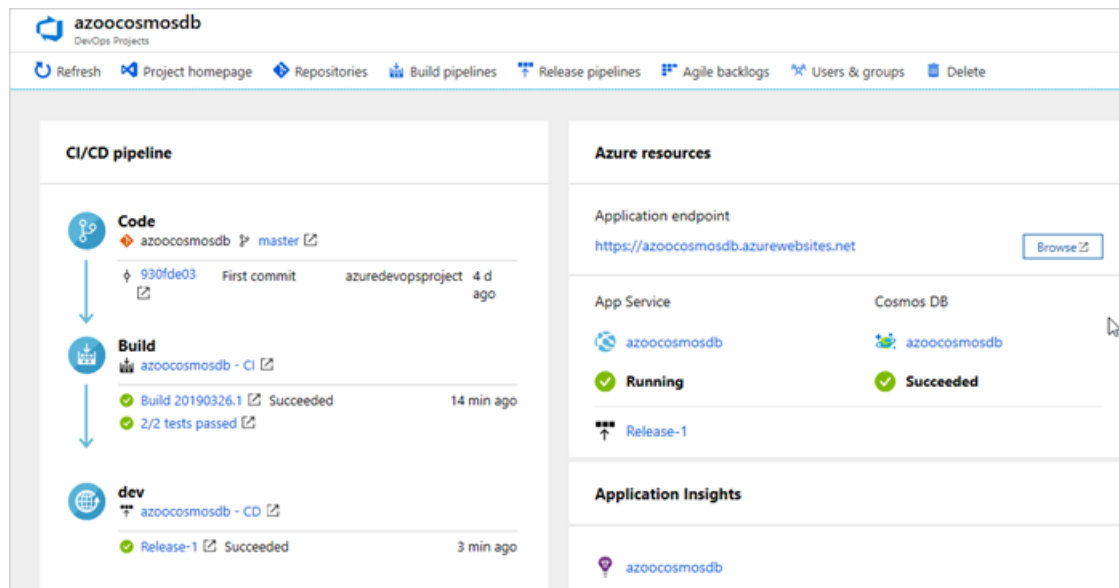 azoocosmosdb
DevOps Projects
Refresh Project homepage Repositories Build pipelines Release pipelines Agile backlogs Users & groups Delete
CI/CD pipeline
Code
azoocosmosdb master
930fde03 First commit azuredevopsproject 4 d
ago
Build
azoocosmosdb - CI
Build 20190326.1 Succeeded 14 min ago
2/2 tests passed
dev
azoocosmosdb - CD
Release-1 Succeeded 3 min ago
Azure resources
Application endpoint
https://azoocosmosdb.azurewebsites.net Browse
App Service Cosmos DB
azoocosmosdb azoocosmosdb
Running Succeeded
Release-1
Application Insights
azoocosmosdb